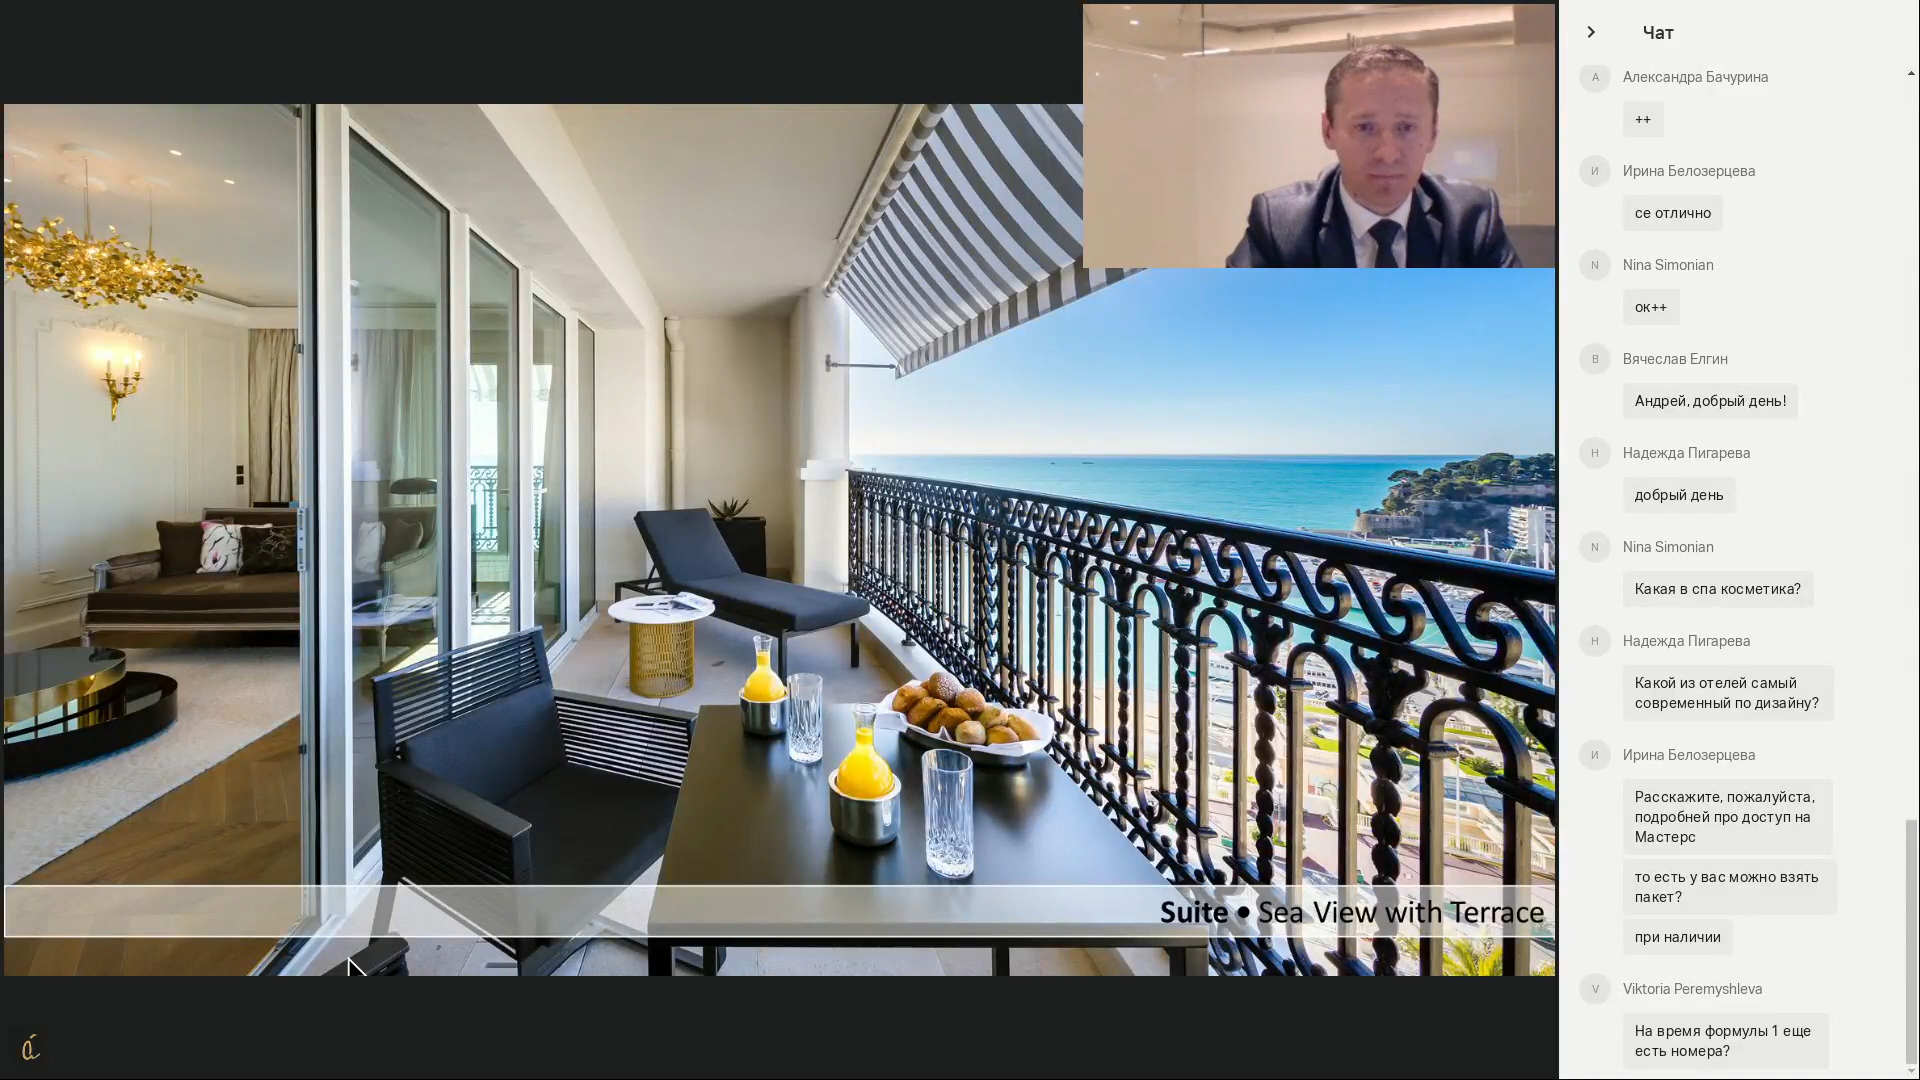 Suite • Sea View with Terrace
á
Чат
А
Александра Бачурина
++
И
Ирина Белозерцева
се отлично
N
Nina Simonian
ок++
В
Вячеслав Елгин
Андрей, добрый день!
Н
Надежда Пигарева
добрый день
N
Nina Simonian
Какая в спа косметика?
Н
Надежда Пигарева
Какой из отелей самый
современный по дизайну?
И
Ирина Белозерцева
Расскажите, пожалуйста,
подробней про доступ на
Мастерс
то есть у вас можно взять
пакет?
при наличии
V
Viktoria Peremyshleva
На время формулы 1 еще
есть номера?